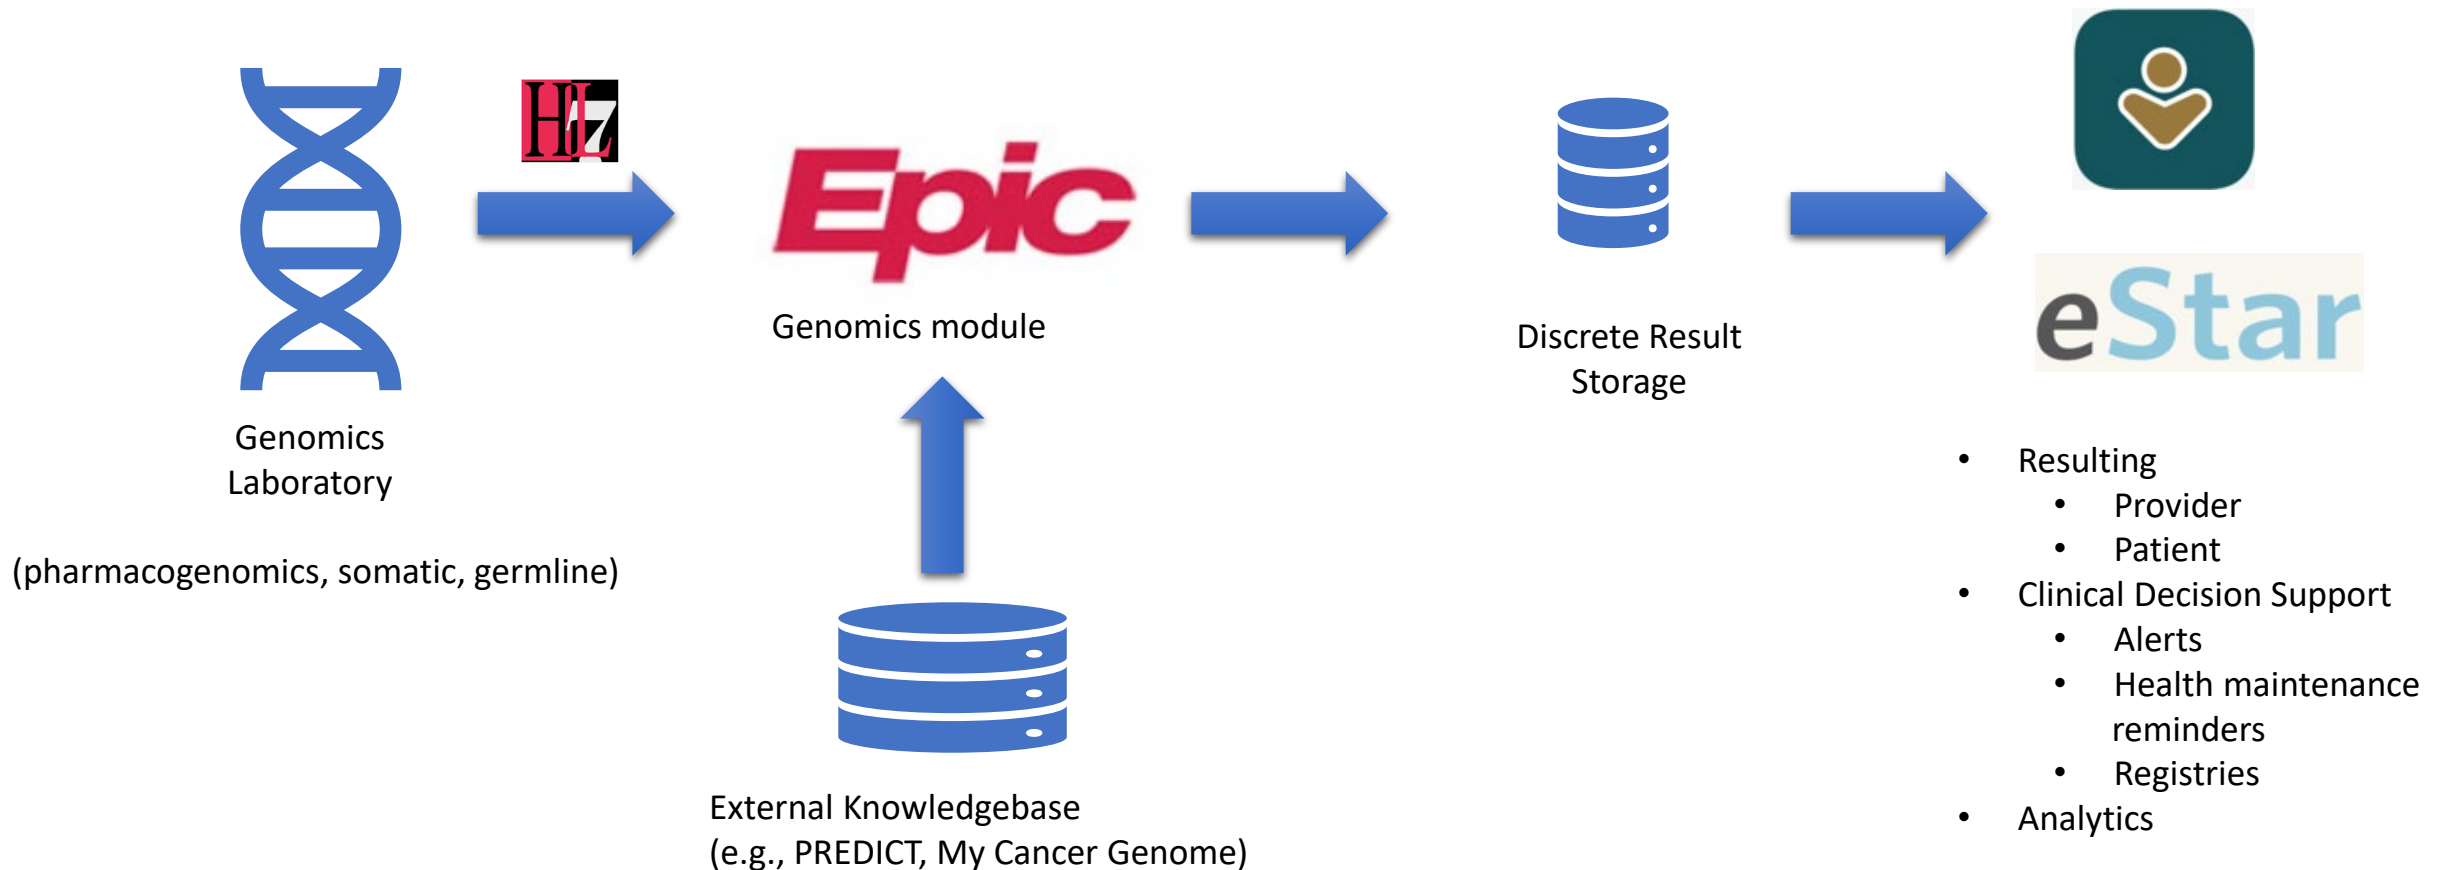 HL7
Epic
Genomics module
Genomics
Laboratory
(pharmacogenomics, somatic, germline)
External Knowledgebase
(e.g., PREDICT, My Cancer Genome)
Discrete Result
Storage
eStar
• Resulting
• Provider
• Patient
• Clinical Decision Support
• Alerts
• Health maintenance
reminders
• Registries
• Analytics